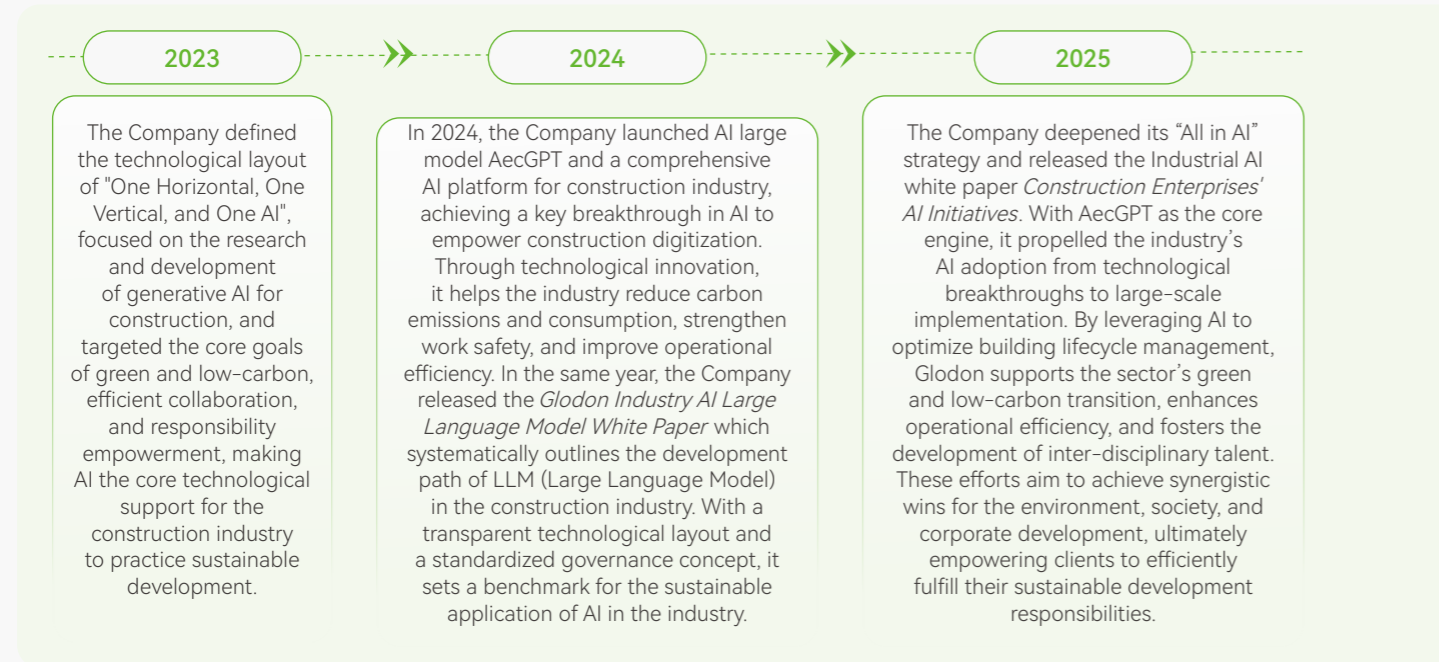 2023
The Company defined
the technological layout
of "One Horizontal, One
Vertical, and One AI",
focused on the research
and development
of generative AI for
construction, and
targeted the core goals
of green and low-carbon,
efficient collaboration,
and responsibility
empowerment, making
AI the core technological
support for the
construction industry
to practice sustainable
development.
2024
In 2024, the Company launched AI large
model AecGPT and a comprehensive
AI platform for construction industry,
achieving a key breakthrough in AI to
empower construction digitization.
Through technological innovation,
it helps the industry reduce carbon
emissions and consumption, strengthen
work safety, and improve operational
efficiency. In the same year, the Company
released the Glodon Industry AI Large
Language Model White Paper which
systematically outlines the development
path of LLM (Large Language Model)
in the construction industry. With a
transparent technological layout and
a standardized governance concept, it
sets a benchmark for the sustainable
application of AI in the industry.
2025
The Company deepened its “All in AI”
strategy and released the Industrial AI
white paper Construction Enterprises'
AI Initiatives. With AecGPT as the core
engine, it propelled the industry’s
AI adoption from technological
breakthroughs to large-scale
implementation. By leveraging AI to
optimize building lifecycle management,
Glodon supports the sector’s green
and low-carbon transition, enhances
operational efficiency, and fosters the
development of inter-disciplinary talent.
These efforts aim to achieve synergistic
wins for the environment, society, and
corporate development, ultimately
empowering clients to efficiently
fulfill their sustainable development
responsibilities.